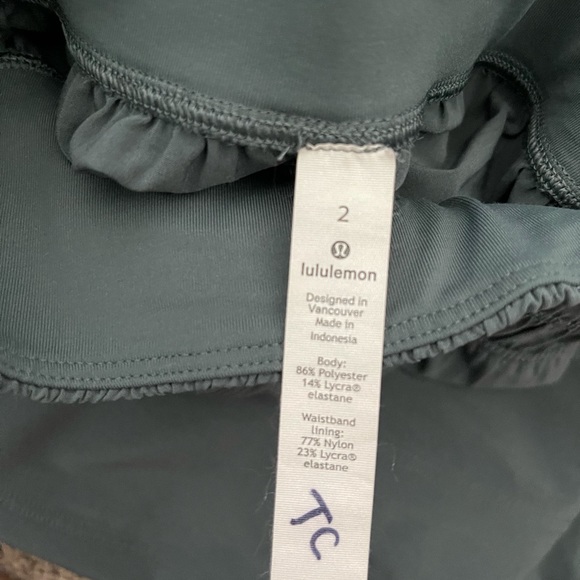 2
lululemon
Designed in
Vancouver
Made in
Indonesia
Body:
86% Polyester
14% Lycra®
elastane
Waistband
lining:
77% Nylon
23% Lycra®
elastane
TC